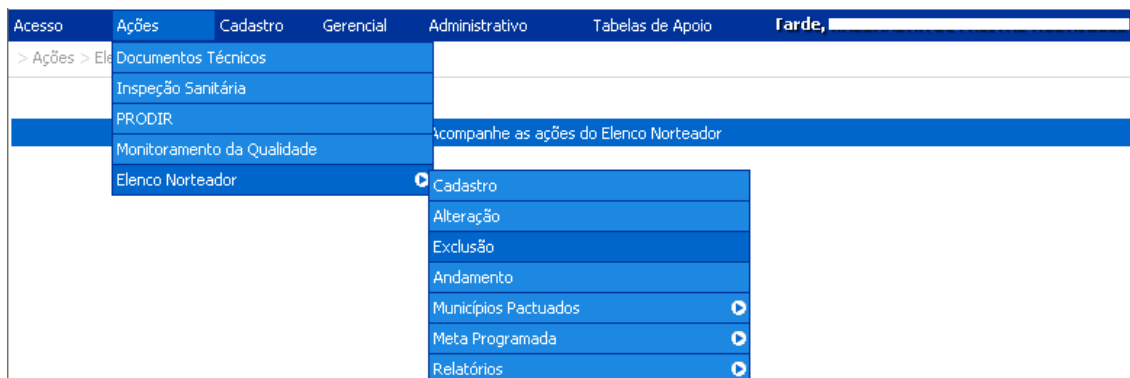 Acesso Ações Cadastro Gerencial Administrativo Tabelas de Apoio Tarde,
> Ações > Ele
Documentos Técnicos
Inspeção Sanitária
PRODIR
Acompanhe as ações do Elenco Norteador
Monitoramento da Qualidade
Elenco Norteador
Cadastro
Alteração
Exclusão
Andamento
Municípios Pactuados
Meta Programada
Relatórios